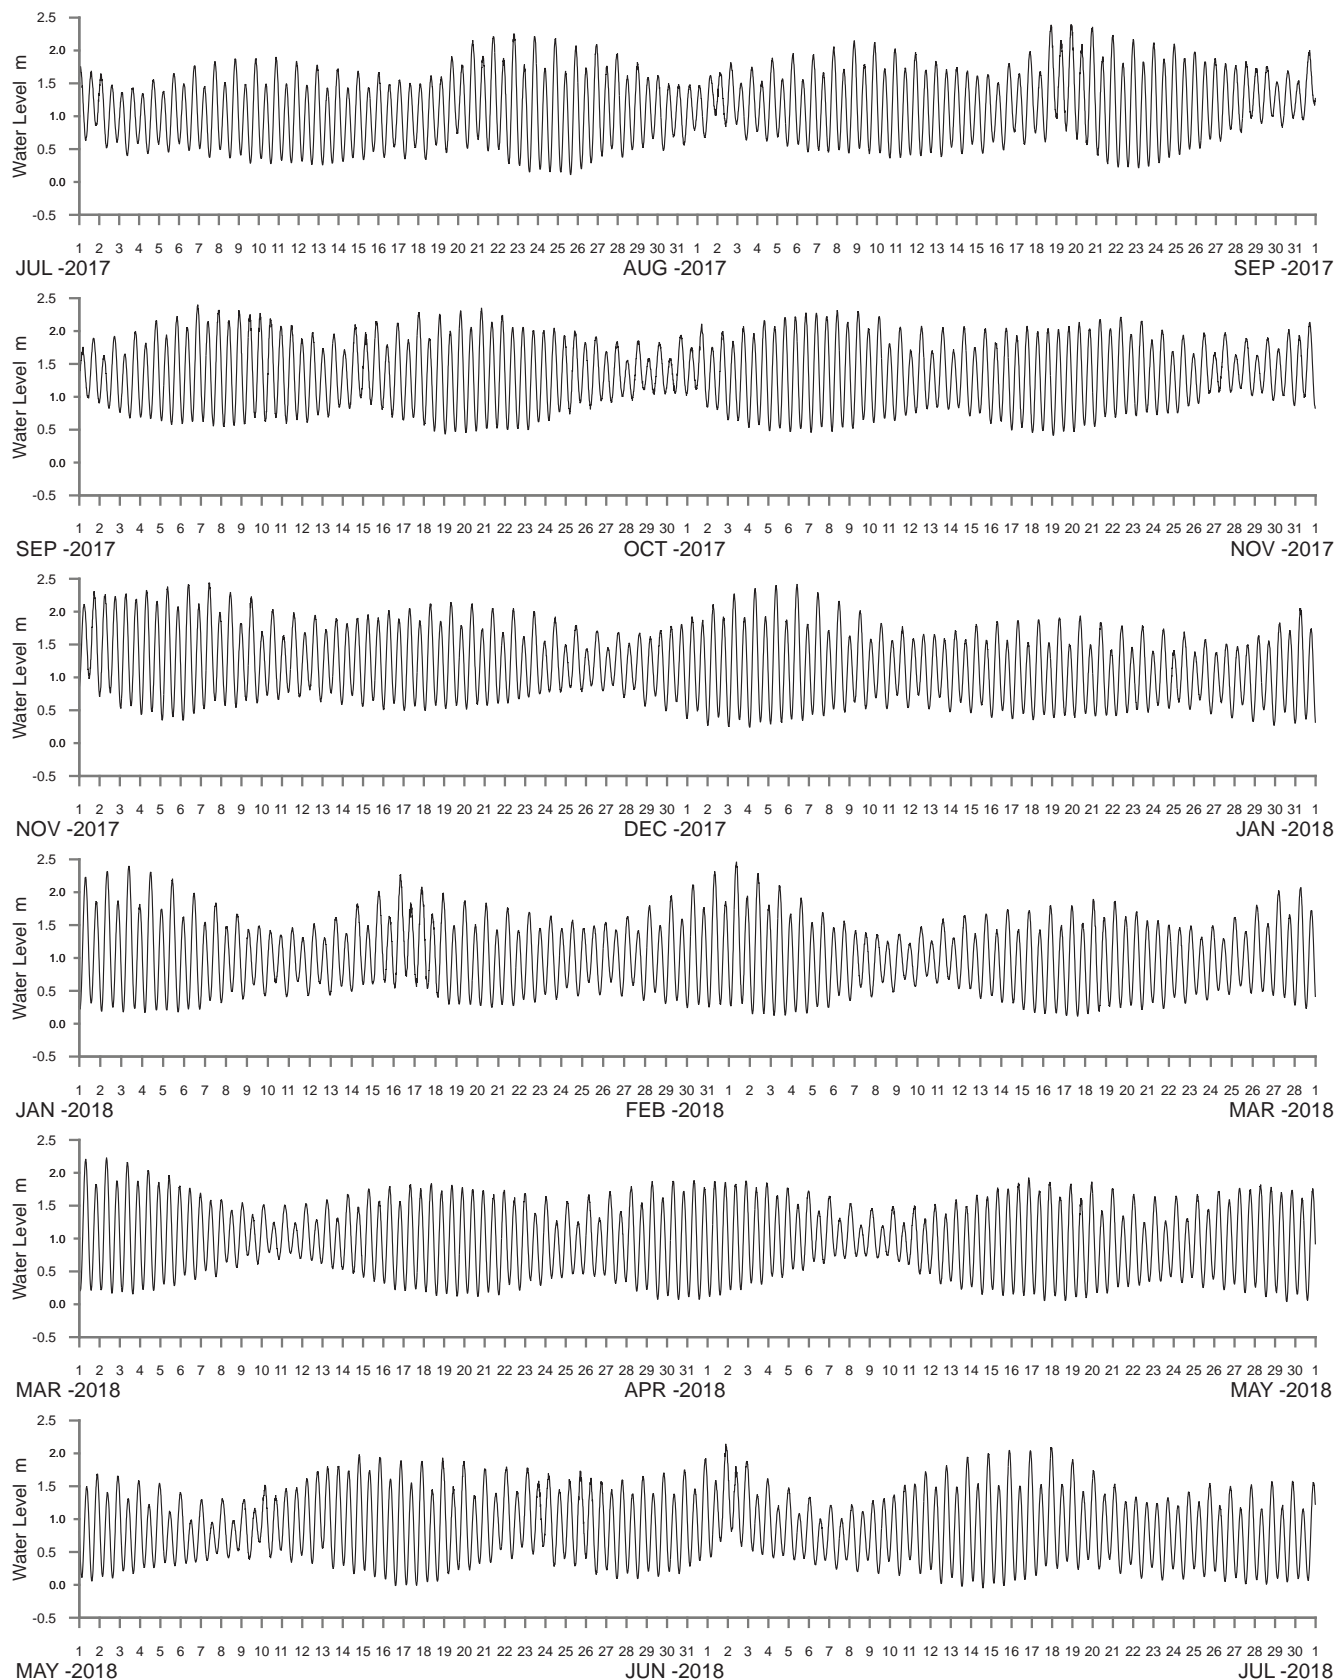 2.5
2.0
1.5
1.0
0.5
0.0
-0.5
Water Level m
1 2 3 4 5 6 7 8 9 10 11 12 13 14 15 16 17 18 19 20 21 22 23 24 25 26 27 28 29 30 31 1 2 3 4 5 6 7 8 9 10 11 12 13 14 15 16 17 18 19 20 21 22 23 24 25 26 27 28 29 30 31 1
JUL -2017 AUG -2017 SEP -2017
2.5
2.0
1.5
1.0
0.5
0.0
-0.5
Water Level m
1 2 3 4 5 6 7 8 9 10 11 12 13 14 15 16 17 18 19 20 21 22 23 24 25 26 27 28 29 30 1 2 3 4 5 6 7 8 9 10 11 12 13 14 15 16 17 18 19 20 21 22 23 24 25 26 27 28 29 30 31 1
SEP -2017 OCT -2017 NOV -2017
2.5
2.0
1.5
1.0
0.5
0.0
-0.5
Water Level m
1 2 3 4 5 6 7 8 9 10 11 12 13 14 15 16 17 18 19 20 21 22 23 24 25 26 27 28 29 30 1 2 3 4 5 6 7 8 9 10 11 12 13 14 15 16 17 18 19 20 21 22 23 24 25 26 27 28 29 30 31 1
NOV -2017 DEC -2017 JAN -2018
2.5
2.0
1.5
1.0
0.5
0.0
-0.5
Water Level m
1 2 3 4 5 6 7 8 9 10 11 12 13 14 15 16 17 18 19 20 21 22 23 24 25 26 27 28 29 30 31 1 2 3 4 5 6 7 8 9 10 11 12 13 14 15 16 17 18 19 20 21 22 23 24 25 26 27 28 1
JAN -2018 FEB -2018 MAR -2018
2.5
2.0
1.5
1.0
0.5
0.0
-0.5
Water Level m
1 2 3 4 5 6 7 8 9 10 11 12 13 14 15 16 17 18 19 20 21 22 23 24 25 26 27 28 29 30 31 1 2 3 4 5 6 7 8 9 10 11 12 13 14 15 16 17 18 19 20 21 22 23 24 25 26 27 28 29 30 1
MAR -2018 APR -2018 MAY -2018
2.5
2.0
1.5
1.0
0.5
0.0
-0.5
Water Level m
1 2 3 4 5 6 7 8 9 10 11 12 13 14 15 16 17 18 19 20 21 22 23 24 25 26 27 28 29 30 31 1 2 3 4 5 6 7 8 9 10 11 12 13 14 15 16 17 18 19 20 21 22 23 24 25 26 27 28 29 30 1
MAY -2018 JUN -2018 JUL -2018